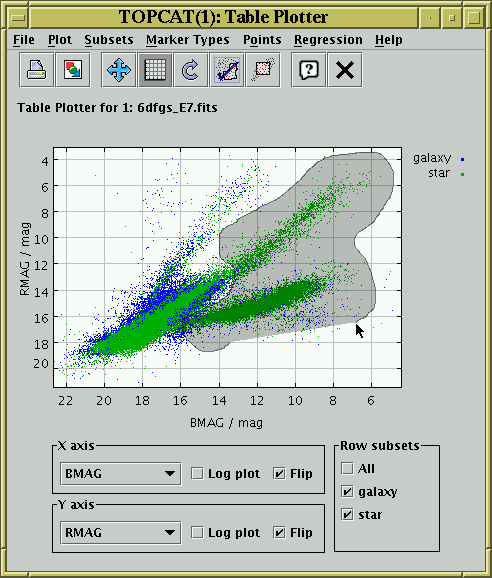 TOPCAT(1): Table Plotter
File Plot Subsets Marker Types Points Regression Help
Table Plotter for 1: 6dfgs_E7.fits
galaxy
star
4
6
8
10
12
14
16
18
20
RMAG / mag
22 20 18 16 14 12 10 8 6
BMAG / mag
X axis
BMAG Log plot Flip
Y axis
RMAG Log plot Flip
Row subsets
All
galaxy
star